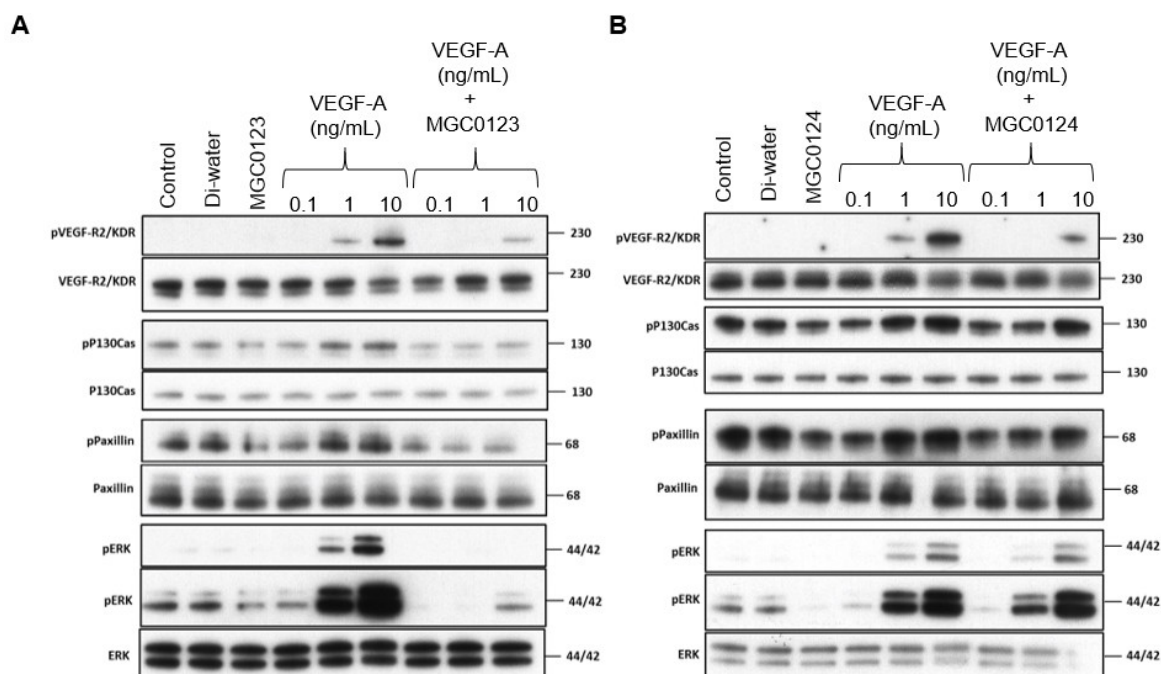 A
VEGF-A
(ng/mL)
+
MGC0123
VEGF-A
(ng/mL)
Control
Di-water
MGC0123
0.1 1 10 0.1 1 10
pVEGF-R2/KDR 230
VEGF-R2/KDR 230
pP130Cas 130
P130Cas 130
pPaxillin 68
Paxillin 68
pERK 44/42
pERK 44/42
ERK 44/42
B
VEGF-A
(ng/mL)
+
MGC0124
VEGF-A
(ng/mL)
Control
Di-water
MGC0124
0.1 1 10 0.1 1 10
pVEGF-R2/KDR 230
VEGF-R2/KDR 230
pP130Cas 130
P130Cas 130
pPaxillin 68
Paxillin 68
pERK 44/42
pERK 44/42
ERK 44/42